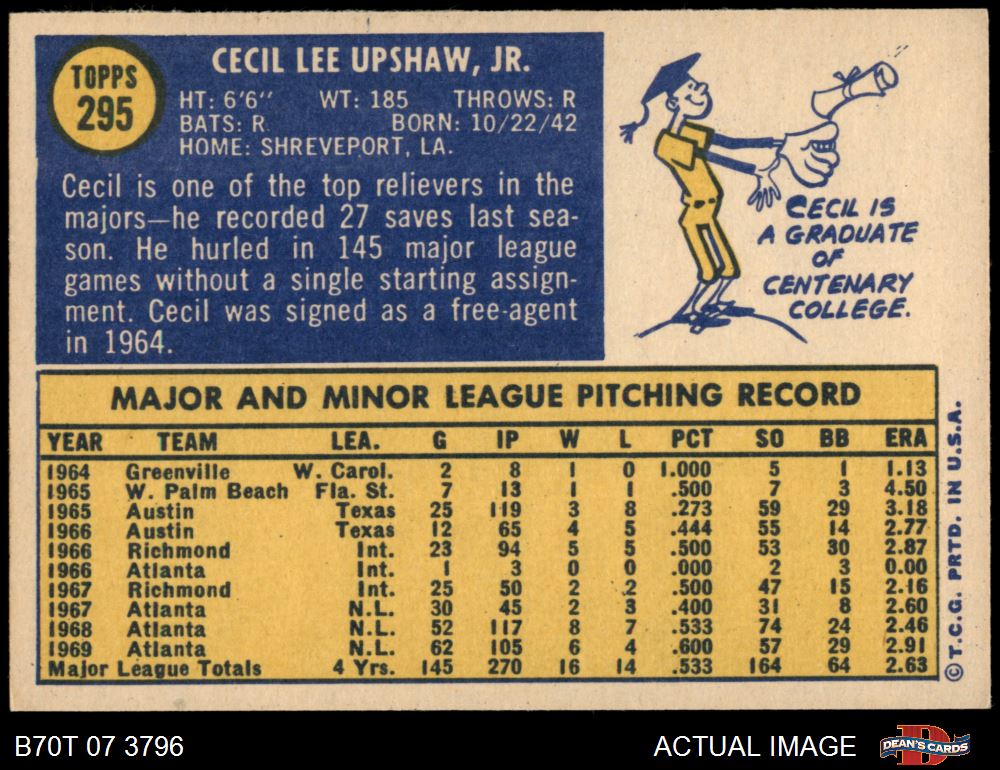 TOPPS
295
CECIL LEE UPSHAW, JR.
HT: 6'6" WT: 185 THROWS: R
BATS: R BORN: 10/22/42
HOME: SHREVEPORT, LA.
Cecil is one of the top relievers in the
majors—he recorded 27 saves last sea-
son. He hurled in 145 major league
games without a single starting assign-
ment. Cecil was signed as a free-agent
in 1964.
CECIL IS
A GRADUATE
OF
CENTENARY
COLLEGE.
MAJOR AND MINOR LEAGUE PITCHING RECORD
YEAR TEAM LEA. G IP W L PCT SO BB ERA
1964 Greenville W. Carol. 2 8 1 0 1.000 5 1 1.13
1965 W. Palm Beach Fla. St. 7 13 1 1 .500 7 3 4.50
1965 Austin Texas 25 119 3 8 .273 59 29 3.18
1966 Austin Texas 12 65 4 5 .444 55 14 2.77
1966 Richmond Int. 23 94 5 5 .500 53 30 2.87
1966 Atlanta Int. 1 3 0 0 .000 2 3 0.00
1967 Richmond Int. 25 50 2 2 .500 47 15 2.16
1967 Atlanta N.L. 30 45 2 3 .400 31 8 2.60
1968 Atlanta N.L. 52 117 8 7 .533 74 24 2.46
1969 Atlanta N.L. 62 105 6 4 .600 57 29 2.91
Major League Totals 4 Yrs. 145 270 16 14 .533 164 64 2.63
© T.C.G. PRTD. IN U.S.A.
B70T 07 3796
ACTUAL IMAGE
D
DEAN'S CARDS